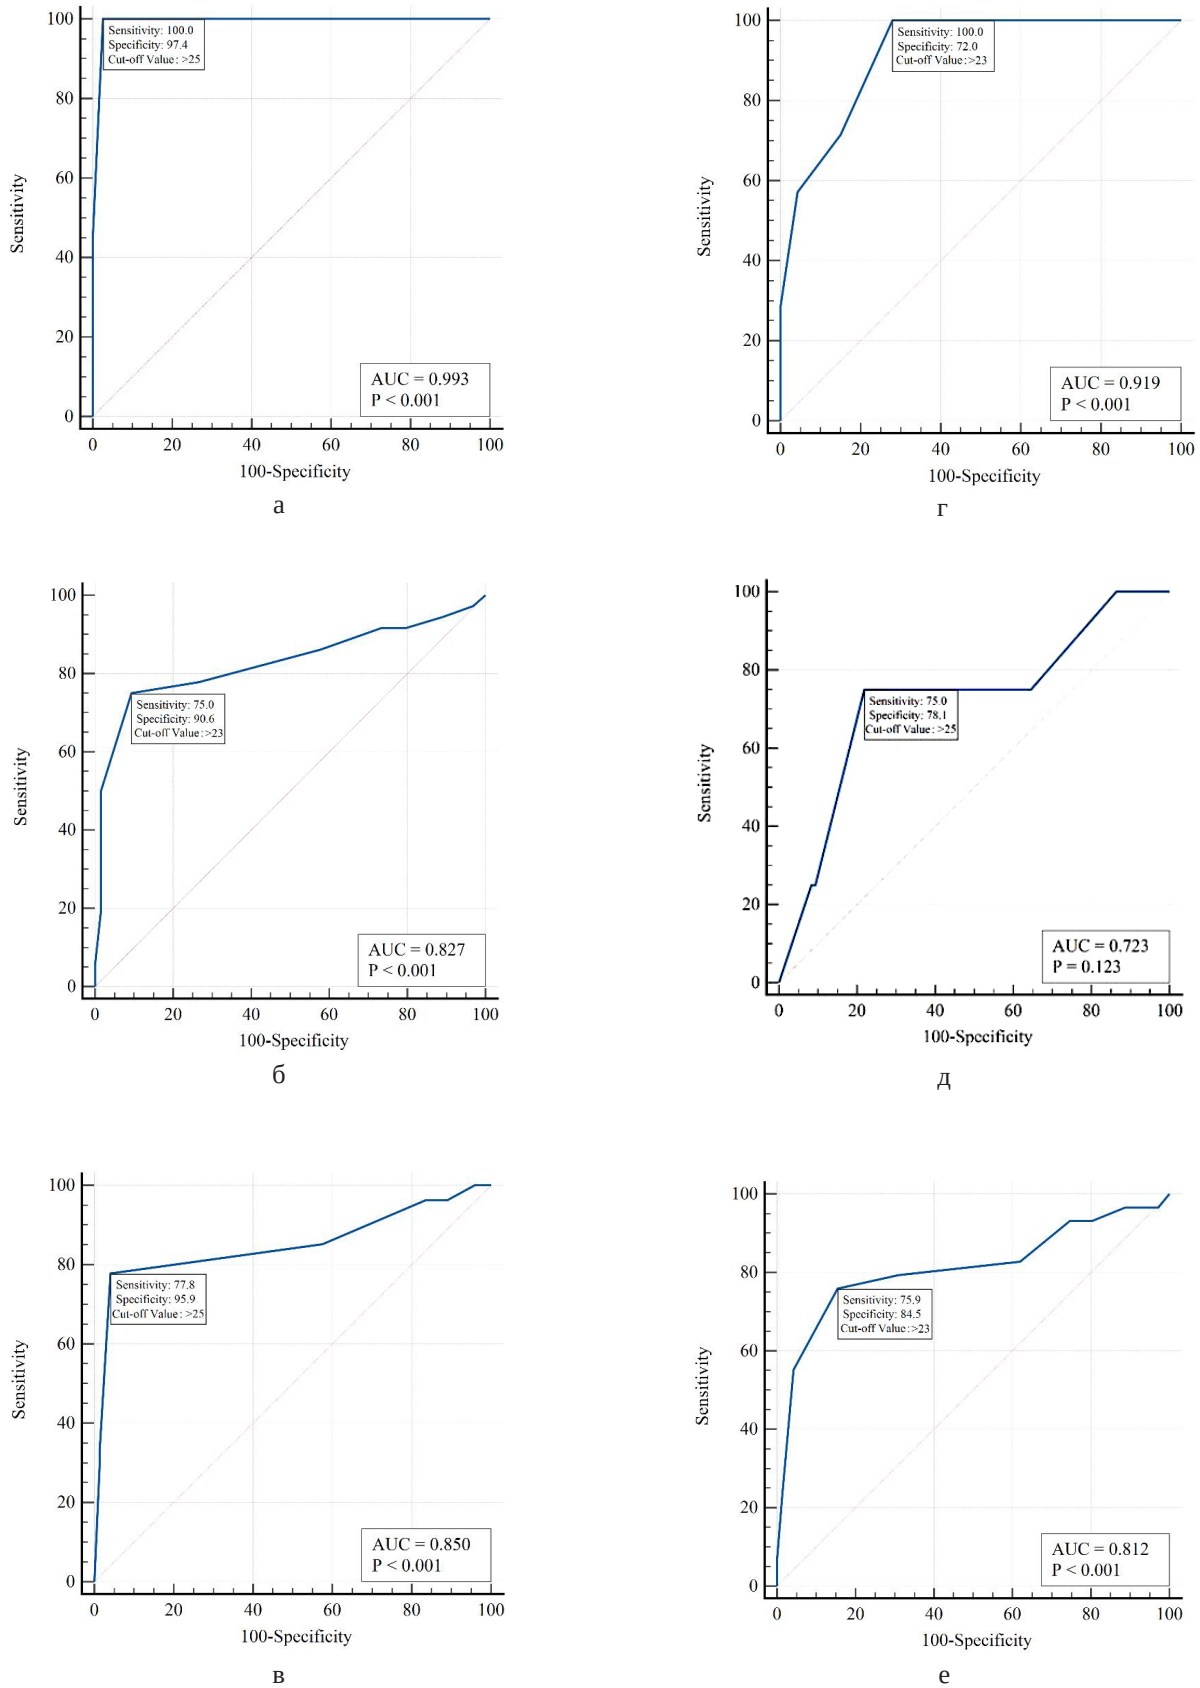 100
80
60
40
20
0
Sensitivity
Sensitivity: 100.0
Specificity: 97.4
Cut-off Value: >25
AUC = 0.993
P < 0.001
0 20 40 60 80 100
100-Specificity
а
100
80
60
40
20
0
Sensitivity
Sensitivity: 100.0
Specificity: 72.0
Cut-off Value: >23
AUC = 0.919
P < 0.001
0 20 40 60 80 100
100-Specificity
г
100
80
60
40
20
0
Sensitivity
Sensitivity: 75.0
Specificity: 90.6
Cut-off Value: >23
AUC = 0.827
P < 0.001
0 20 40 60 80 100
100-Specificity
б
100
80
60
40
20
0
Sensitivity
Sensitivity: 75.0
Specificity: 78.1
Cut-off Value: >25
AUC = 0.723
P = 0.123
0 20 40 60 80 100
100-Specificity
д
100
80
60
40
20
0
Sensitivity
Sensitivity: 77.8
Specificity: 95.9
Cut-off Value: >25
AUC = 0.850
P < 0.001
0 20 40 60 80 100
100-Specificity
в
100
80
60
40
20
0
Sensitivity
Sensitivity: 75.9
Specificity: 84.5
Cut-off Value: >23
AUC = 0.812
P < 0.001
0 20 40 60 80 100
100-Specificity
е